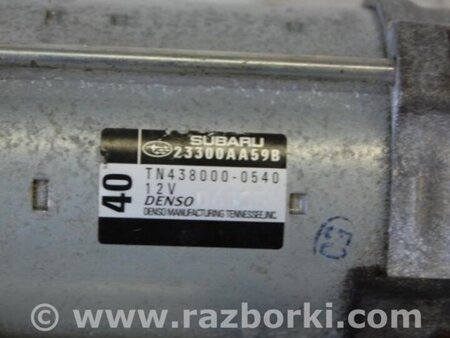 SUBARU
23300AA59B
40
TN438000-0540
12V
DENSO
DENSO MANUFACTURING TENNESSEE,INC.
www.razborki.com